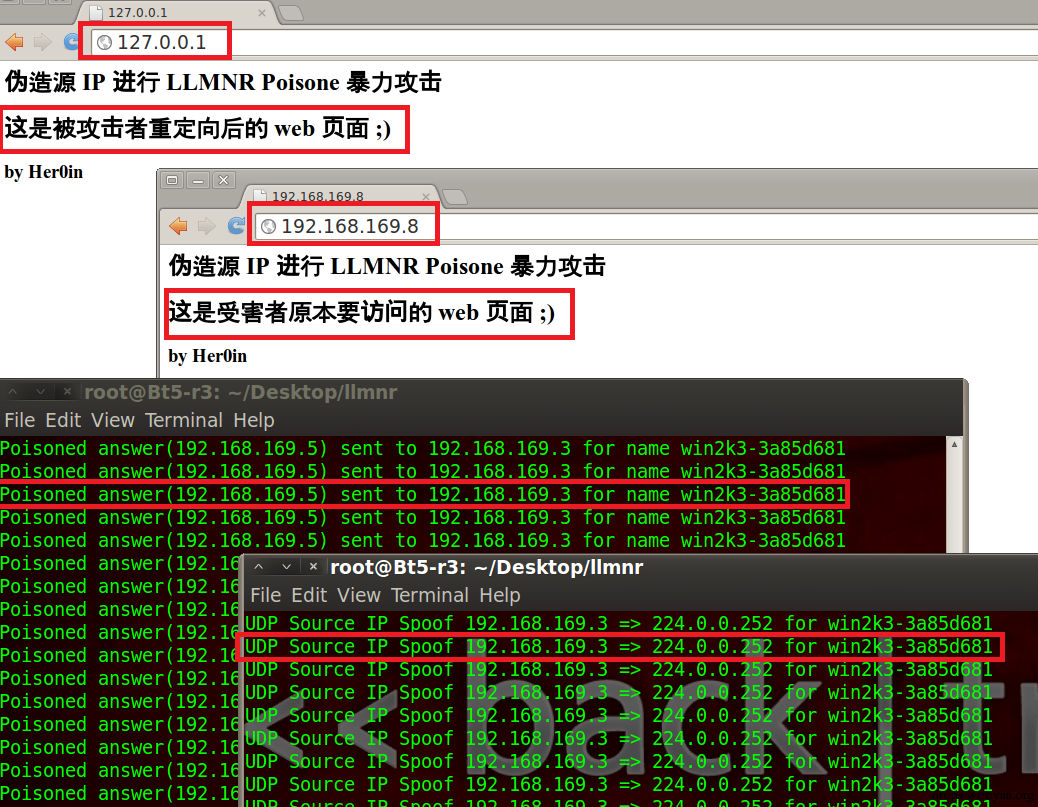 127.0.0.1
127.0.0.1
伪造源 IP 进行 LLMNR Poisone 暴力攻击
这是被攻击者重定向后的 web 页面 ;)
by Her0in
192.168.169.8
192.168.169.8
伪造源 IP 进行 LLMNR Poisone 暴力攻击
这是受害者原本要访问的 web 页面 ;)
by Her0in
root@Bt5-r3: ~/Desktop/llmnr
File Edit View Terminal Help
Poisoned answer(192.168.169.5) sent to 192.168.169.3 for name win2k3-3a85d681
Poisoned answer(192.168.169.5) sent to 192.168.169.3 for name win2k3-3a85d681
Poisoned answer(192.168.169.5) sent to 192.168.169.3 for name win2k3-3a85d681
Poisoned answer(192.168.169.5) sent to 192.168.169.3 for name win2k3-3a85d681
Poisoned answer(192.168.169.5) sent to 192.168.169.3 for name win2k3-3a85d681
Poisoned answer(192.16
Poisoned answer(192.16
Poisoned answer(192.16
Poisoned answer(192.16
Poisoned answer(192.16
Poisoned answer(192.16
Poisoned answer(192.16
Poisoned answer(192.16
Poisoned answer(192.16
Poisoned answer(192.16
Poisoned answer(192.16
root@Bt5-r3: ~/Desktop/llmnr
File Edit View Terminal Help
UDP Source IP Spoof 192.168.169.3 => 224.0.0.252 for win2k3-3a85d681
UDP Source IP Spoof 192.168.169.3 => 224.0.0.252 for win2k3-3a85d681
UDP Source IP Spoof 192.168.169.3 => 224.0.0.252 for win2k3-3a85d681
UDP Source IP Spoof 192.168.169.3 => 224.0.0.252 for win2k3-3a85d681
UDP Source IP Spoof 192.168.169.3 => 224.0.0.252 for win2k3-3a85d681
UDP Source IP Spoof 192.168.169.3 => 224.0.0.252 for win2k3-3a85d681
UDP Source IP Spoof 192.168.169.3 => 224.0.0.252 for win2k3-3a85d681
UDP Source IP Spoof 192.168.169.3 => 224.0.0.252 for win2k3-3a85d681
UDP Source IP Spoof 192.168.169.3 => 224.0.0.252 for win2k3-3a85d681
<< back | tr